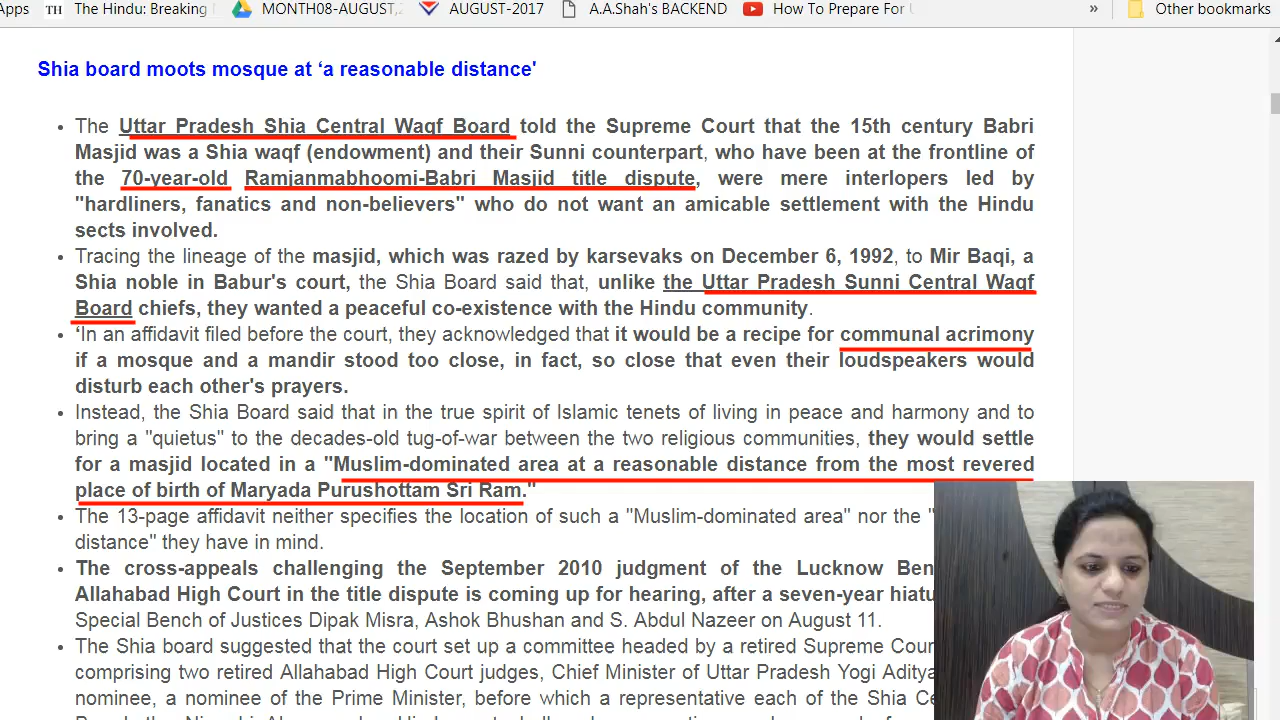 Apps
TH The Hindu: Breaking
MONTH08-AUGUST,
AUGUST-2017
A.A.Shah's BACKEND
How To Prepare For
»
Other bookmarks
Shia board moots mosque at ‘a reasonable distance'
• The Uttar Pradesh Shia Central Waqf Board told the Supreme Court that the 15th century Babri
Masjid was a Shia waqf (endowment) and their Sunni counterpart, who have been at the frontline of
the 70-year-old Ramjanmabhoomi-Babri Masjid title dispute, were mere interlopers led by
"hardliners, fanatics and non-believers" who do not want an amicable settlement with the Hindu
sects involved.
• Tracing the lineage of the masjid, which was razed by karsevaks on December 6, 1992, to Mir Baqi, a
Shia noble in Babur's court, the Shia Board said that, unlike the Uttar Pradesh Sunni Central Waqf
Board chiefs, they wanted a peaceful co-existence with the Hindu community.
• ‘In an affidavit filed before the court, they acknowledged that it would be a recipe for communal acrimony
if a mosque and a mandir stood too close, in fact, so close that even their loudspeakers would
disturb each other's prayers.
• Instead, the Shia Board said that in the true spirit of Islamic tenets of living in peace and harmony and to
bring a "quietus" to the decades-old tug-of-war between the two religious communities, they would settle
for a masjid located in a "Muslim-dominated area at a reasonable distance from the most revered
place of birth of Maryada Purushottam Sri Ram."
• The 13-page affidavit neither specifies the location of such a "Muslim-dominated area" nor the "
distance" they have in mind.
• The cross-appeals challenging the September 2010 judgment of the Lucknow Ben
Allahabad High Court in the title dispute is coming up for hearing, after a seven-year hiatu
Special Bench of Justices Dipak Misra, Ashok Bhushan and S. Abdul Nazeer on August 11.
• The Shia board suggested that the court set up a committee headed by a retired Supreme Cour
comprising two retired Allahabad High Court judges, Chief Minister of Uttar Pradesh Yogi Aditya
nominee, a nominee of the Prime Minister, before which a representative each of the Shia Ce